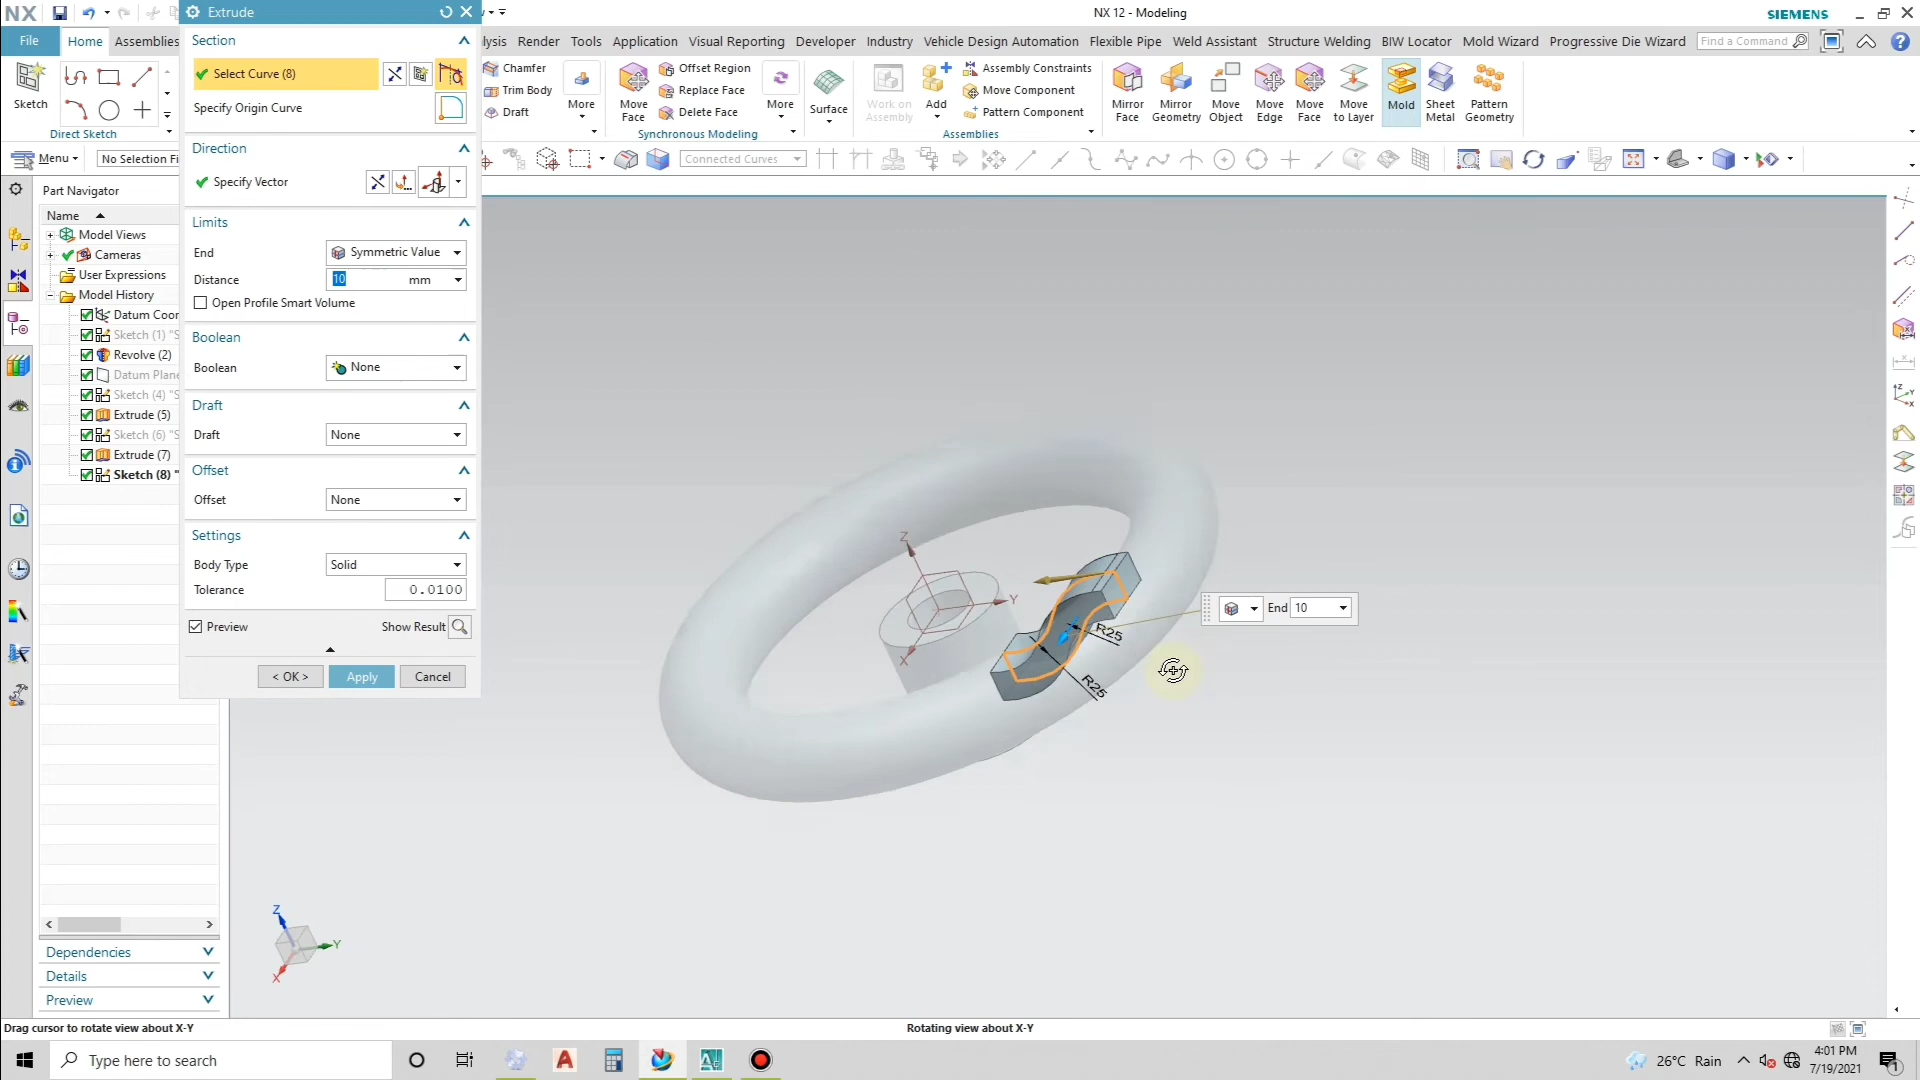 NX
Extrude
NX 12 - Modeling
SIEMENS
File
Home
Assemblies
Render
Tools
Application
Visual Reporting
Developer
Industry
Vehicle Design Automation
Flexible Pipe
Weld Assistant
Structure Welding
BIW Locator
Mold Wizard
Progressive Die Wizard
Find a Command
Sketch
Direct Sketch
Chamfer
Trim Body
Draft
More
Move Face
Offset Region
Replace Face
Delete Face
More
Synchronous Modeling
Surface
Work on Assembly
Add
Assembly Constraints
Move Component
Pattern Component
Assemblies
Mirror Face
Mirror Geometry
Move Object
Move Edge
Move Face
Move to Layer
Mold
Sheet Metal
Pattern Geometry
Menu
No Selection Fi
Connected Curves
Part Navigator
Name
Model Views
Cameras
User Expressions
Model History
Datum Coor
Sketch (1) "S
Revolve (2)
Datum Plane
Sketch (4) "S
Extrude (5)
Sketch (6) "S
Extrude (7)
Sketch (8) "
Dependencies
Details
Preview
Section
Select Curve (8)
Specify Origin Curve
Direction
Specify Vector
Limits
End
Symmetric Value
Distance
10
mm
Open Profile Smart Volume
Boolean
Boolean
None
Draft
Draft
None
Offset
Offset
None
Settings
Body Type
Solid
Tolerance
0.0100
Preview
Show Result
< OK >
Apply
Cancel
Z
Y
X
R25
R25
End
10
Z
Y
X
Drag cursor to rotate view about X-Y
Rotating view about X-Y
Type here to search
26°C Rain
4:01 PM
7/19/2021